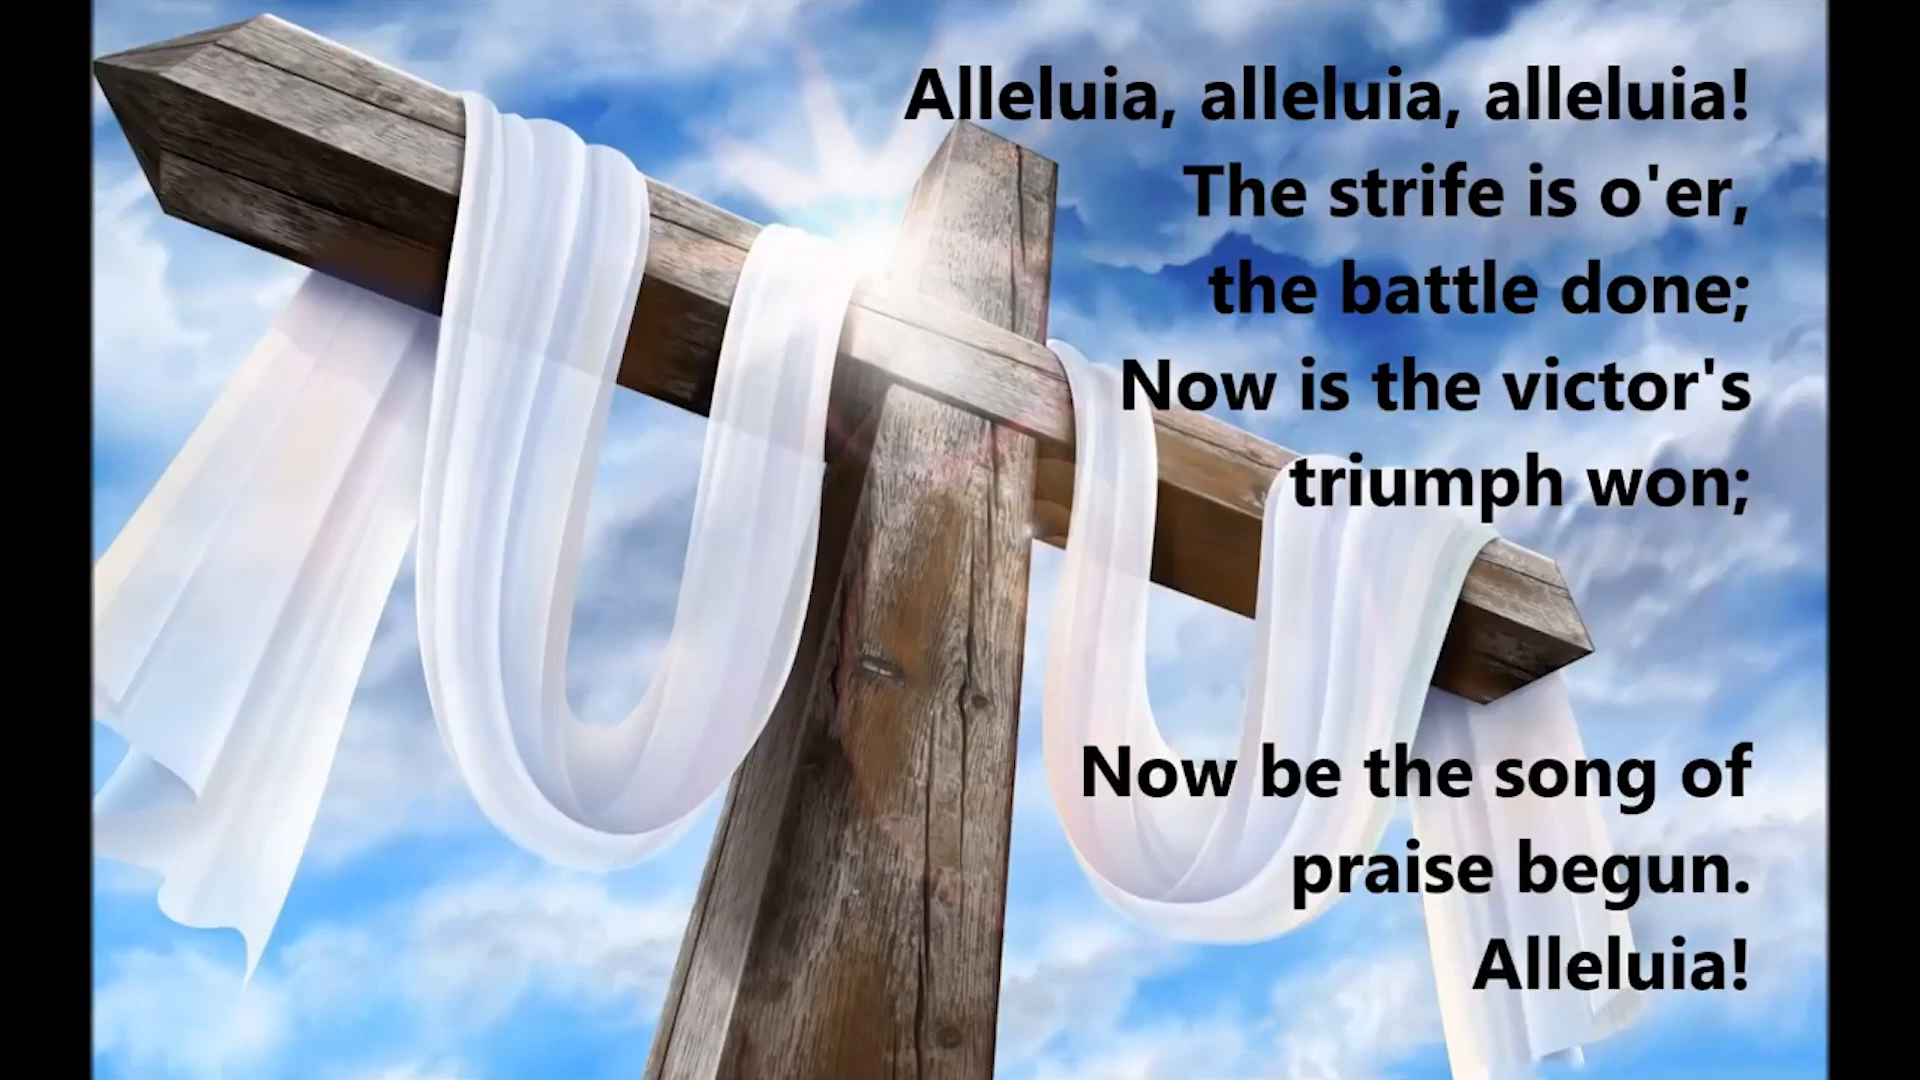 Alleluia, alleluia, alleluia!
The strife is o'er,
the battle done;
Now is the victor's
triumph won;
Now be the song of
praise begun.
Alleluia!